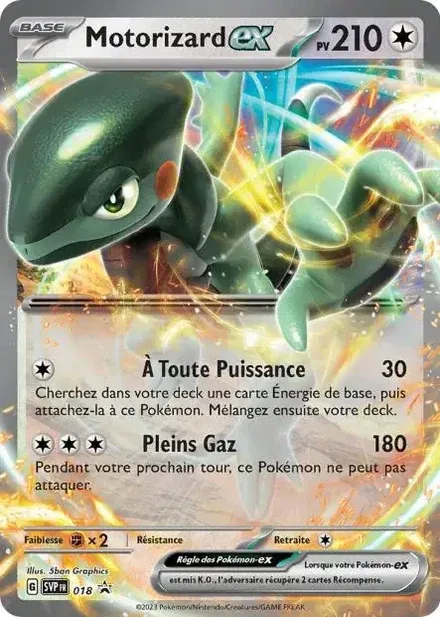 BASE Motorizard ex PV 210
À Toute Puissance 30
Cherchez dans votre deck une carte Énergie de base, puis
attachez-la à ce Pokémon. Mélangez ensuite votre deck.
Pleins Gaz 180
Pendant votre prochain tour, ce Pokémon ne peut pas
attaquer.
Faiblesse ×2 Résistance Retraite
Illus. 5ban Graphics
Règle des Pokémon-ex Lorsque votre Pokémon-ex
est mis K.O., l'adversaire récupère 2 cartes Récompense.
G SVP FR 018
©2023 Pokémon/Nintendo/Creatures/GAME FREAK